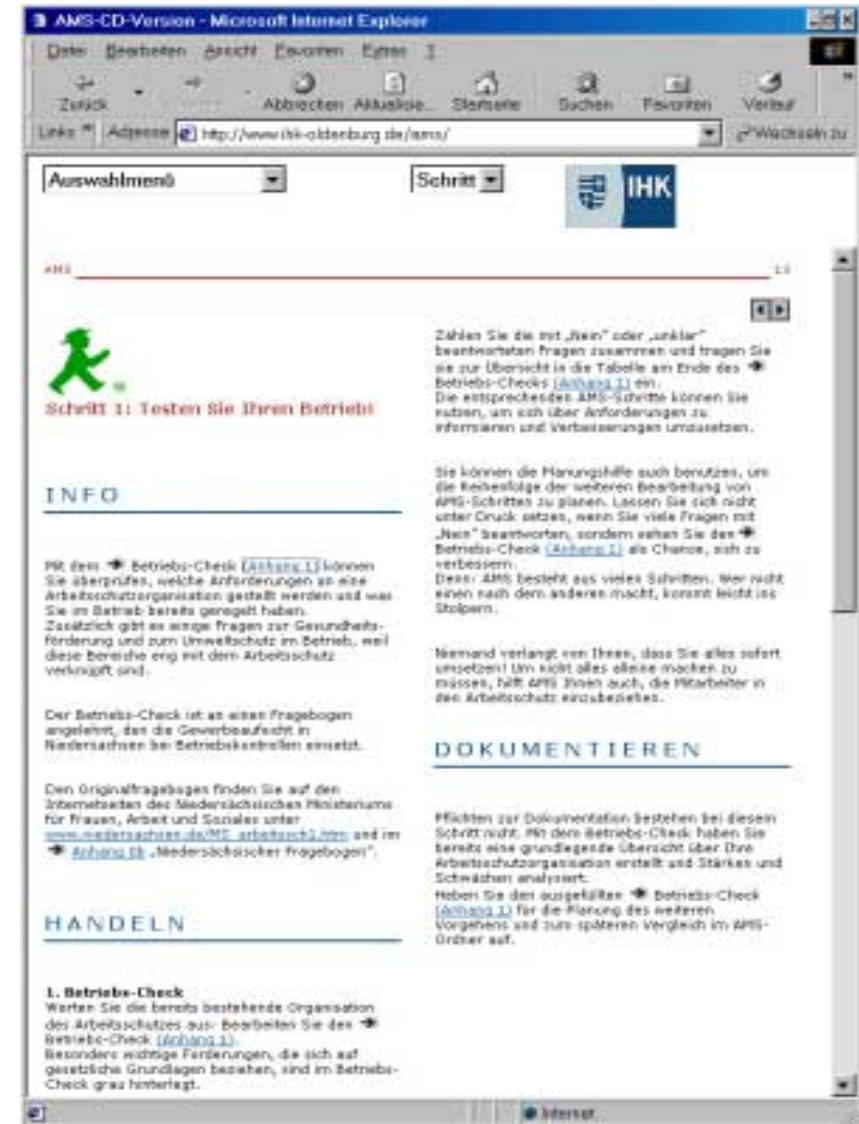 AMS-CD-Version - Microsoft Internet Explorer
Datei Bearbeiten Ansicht Favoriten Extras ?
Zurück Abbrechen Aktualisie... Startseite Suchen Favoriten Verlauf
Links Adresse http://www.ihk-oldenburg.de/ams/ Wechseln zu
Auswahlmenü Schritt IHK
AMS 13
Schritt 1: Testen Sie Ihren Betrieb!
INFO
Mit dem Betriebs-Check (Anhang 1) können
Sie überprüfen, welche Anforderungen an eine
Arbeitsschutzorganisation gestellt werden und was
Sie im Betrieb bereits geregelt haben.
Zusätzlich gibt es einige Fragen zur Gesundheits-
förderung und zum Umweltschutz im Betrieb, weil
diese Bereiche eng mit dem Arbeitsschutz
verknüpft sind.
Der Betriebs-Check ist an einen Fragebogen
angelehnt, den die Gewerbeaufsicht in
Niedersachsen bei Betriebskontrollen einsetzt.
Den Originalfragebogen finden Sie auf den
Internetseiten des Niedersächsischen Ministeriums
für Frauen, Arbeit und Soziales unter
www.niedersachsen.de/MS_arbeitsch1.htm und im
Anhang 1b „Niedersächsischer Fragebogen“.
HANDELN
1. Betriebs-Check
Werten Sie die bereits bestehende Organisation
des Arbeitsschutzes aus: Bearbeiten Sie den
Betriebs-Check (Anhang 1).
Besonders wichtige Forderungen, die sich auf
gesetzliche Grundlagen beziehen, sind im Betriebs-
Check grau hinterlegt.
Zählen Sie die mit „Nein“ oder „unklar“
beantworteten Fragen zusammen und tragen Sie
sie zur Übersicht in die Tabelle am Ende des
Betriebs-Checks (Anhang 1) ein.
Die entsprechenden AMS-Schritte können Sie
nutzen, um sich über Anforderungen zu
informieren und Verbesserungen umzusetzen.
Sie können die Planungshilfe auch benutzen, um
die Reihenfolge der weiteren Bearbeitung von
AMS-Schritten zu planen. Lassen Sie sich nicht
unter Druck setzen, wenn Sie viele Fragen mit
„Nein“ beantworten, sondern sehen Sie den
Betriebs-Check (Anhang 1) als Chance, sich zu
verbessern.
Denn: AMS besteht aus vielen Schritten. Wer nicht
einen nach dem anderen macht, kommt leicht ins
Stolpern.
Niemand verlangt von Ihnen, dass Sie alles sofort
umsetzen! Um nicht alles alleine machen zu
müssen, hilft AMS Ihnen auch, die Mitarbeiter in
den Arbeitsschutz einzubeziehen.
DOKUMENTIEREN
Pflichten zur Dokumentation bestehen bei diesem
Schritt nicht. Mit dem Betriebs-Check haben Sie
bereits eine grundlegende Übersicht über Ihre
Arbeitsschutzorganisation erstellt und Stärken und
Schwächen analysiert.
Heben Sie den ausgefüllten Betriebs-Check
(Anhang 1) für die Planung des weiteren
Vorgehens und zum späteren Vergleich im AMS-
Ordner auf.
Internet